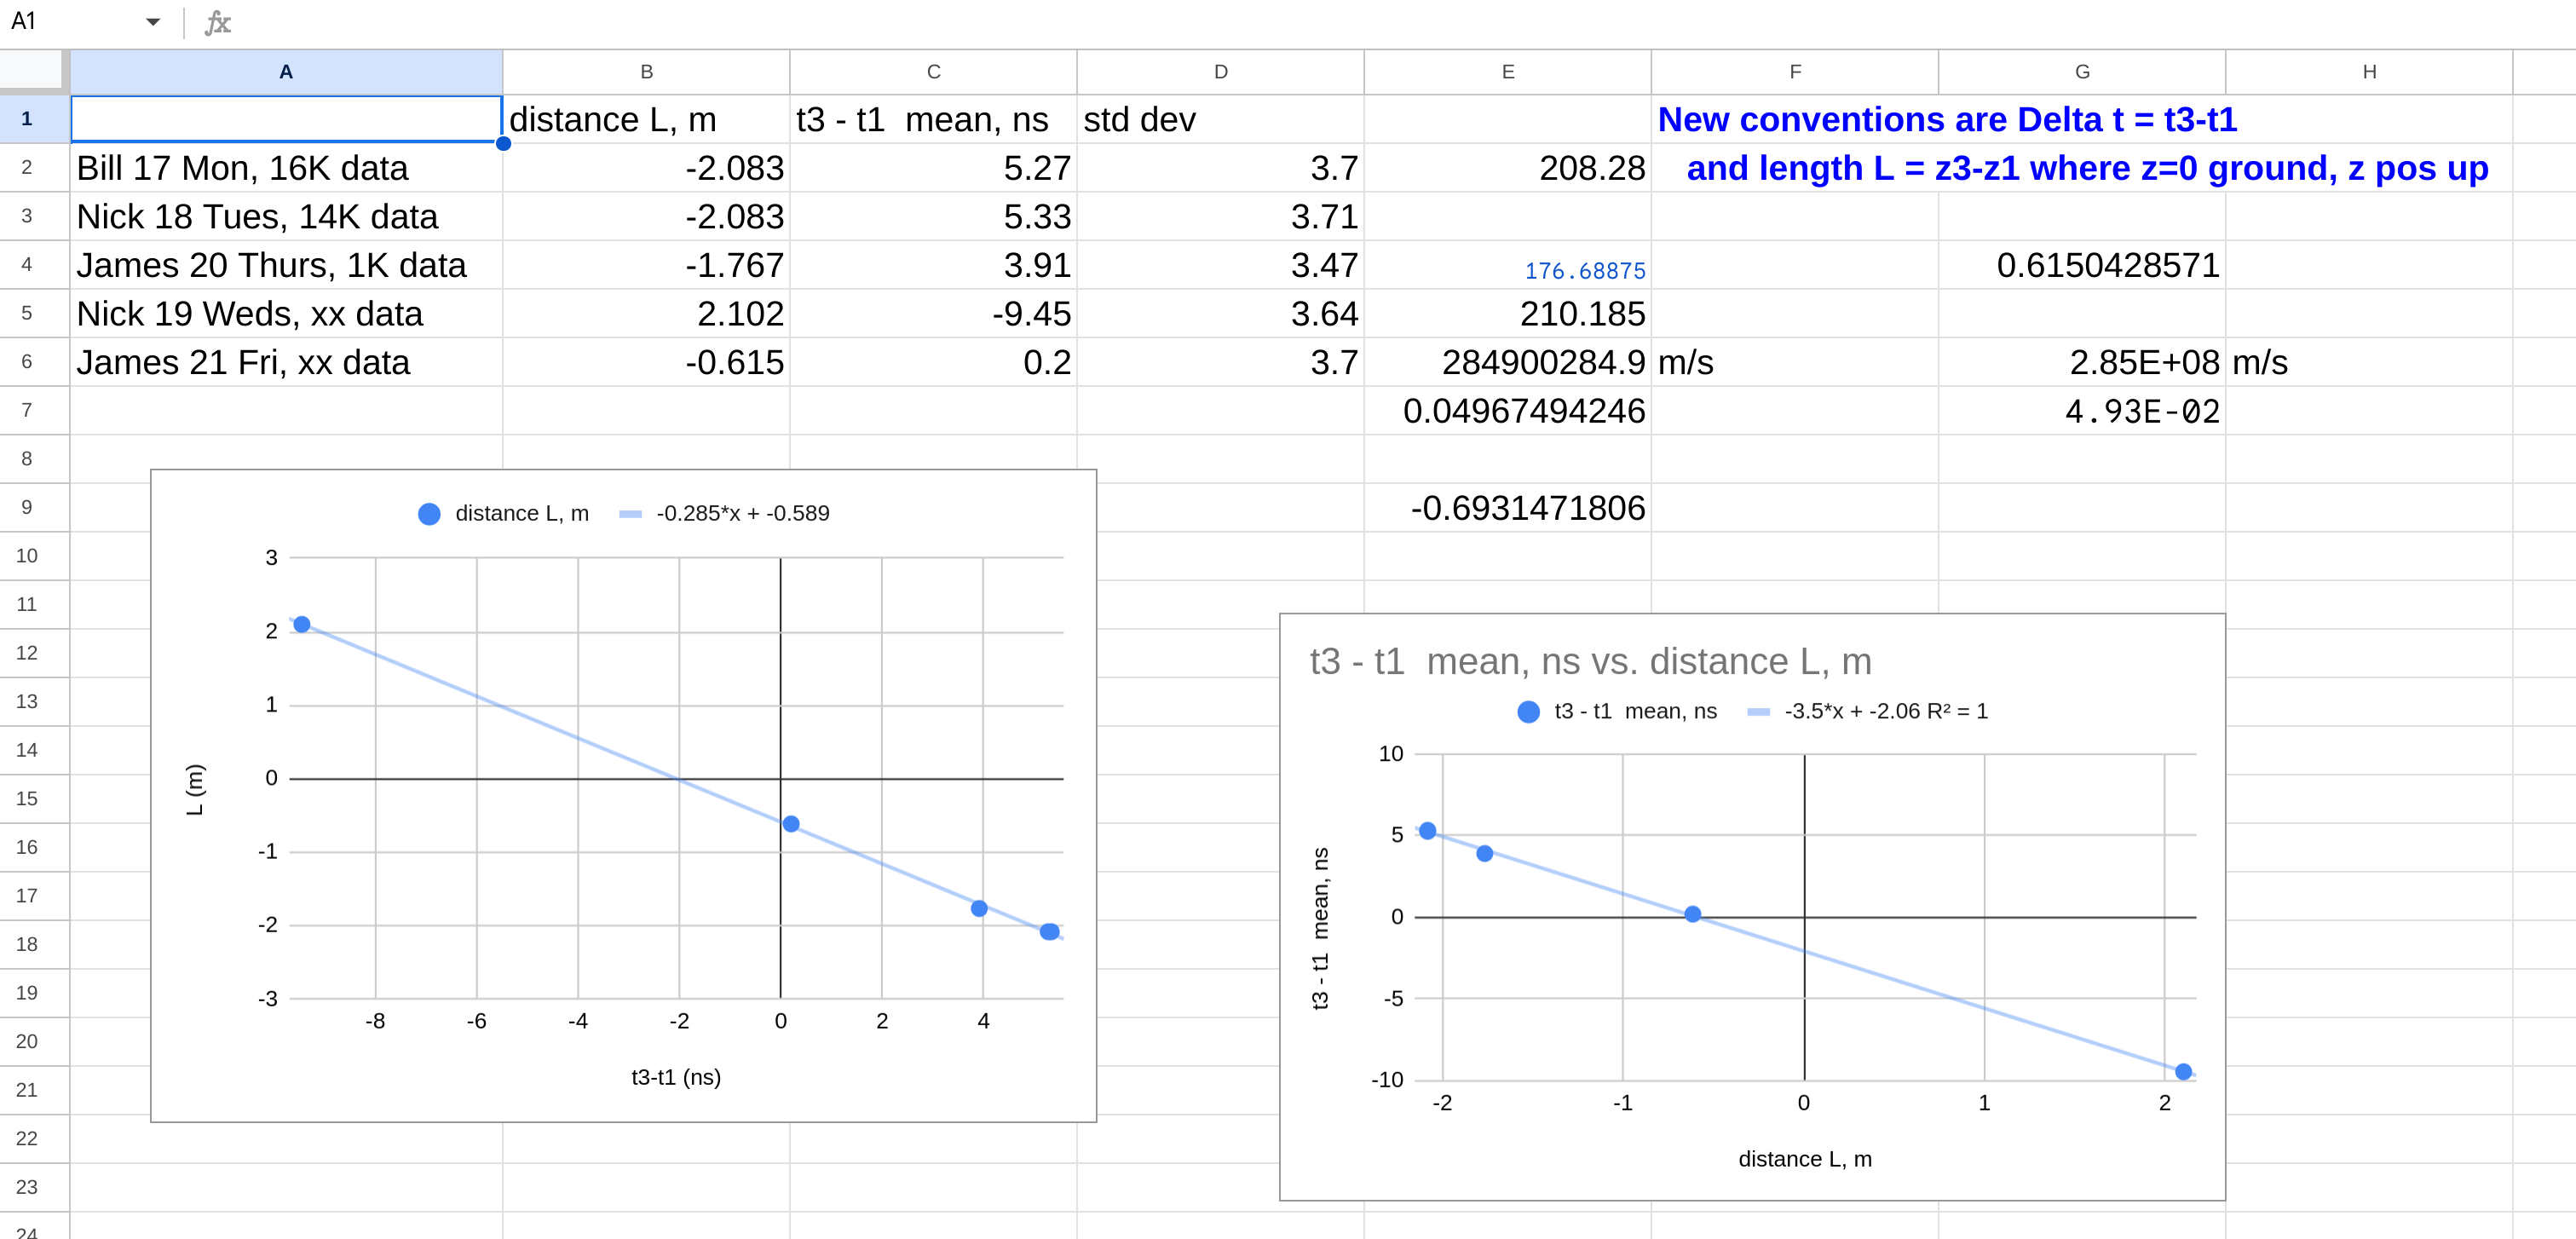 A1
fx
A B C D E F G H
1 distance L, m t3 - t1  mean, ns std dev New conventions are Delta t = t3-t1
2 Bill 17 Mon, 16K data -2.083 5.27 3.7 208.28 and length L = z3-z1 where z=0 ground, z pos up
3 Nick 18 Tues, 14K data -2.083 5.33 3.71
4 James 20 Thurs, 1K data -1.767 3.91 3.47 176.68875 0.6150428571
5 Nick 19 Weds, xx data 2.102 -9.45 3.64 210.185
6 James 21 Fri, xx data -0.615 0.2 3.7 284900284.9 m/s 2.85E+08 m/s
7 0.04967494246 4.93E-02
8
9 -0.6931471806
10
11
12
13
14
15
16
17
18
19
20
21
22
23
24
distance L, m -0.285*x + -0.589
3
2
1
0
-1
-2
-3
L (m)
-8 -6 -4 -2 0 2 4
t3-t1 (ns)
t3 - t1  mean, ns vs. distance L, m
t3 - t1  mean, ns -3.5*x + -2.06 R² = 1
10
5
0
-5
-10
t3 - t1  mean, ns
-2 -1 0 1 2
distance L, m